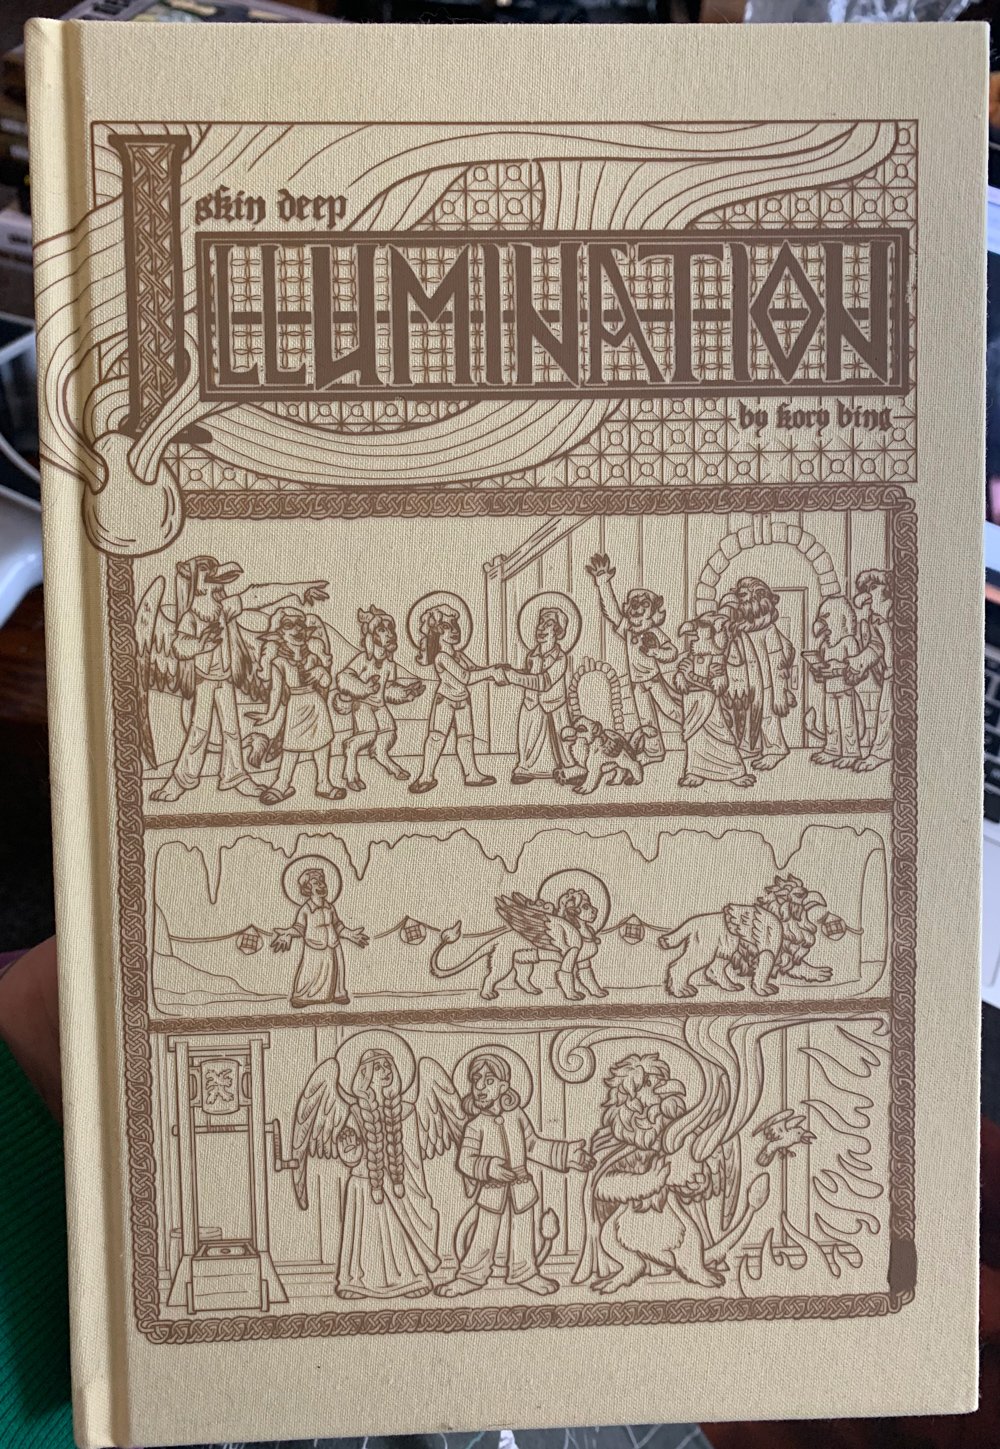 skin deep
ILLUMINATION
by kory bing